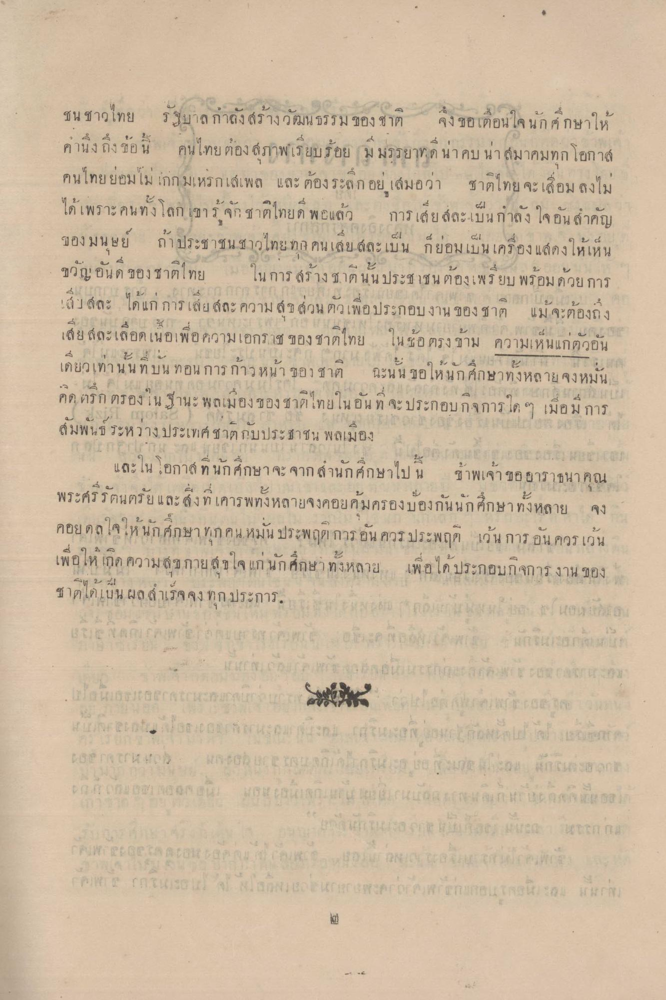 ชนชาวไทย รัฐบาลกำลังสร้างวัฒนธรรมของชาติ จึงขอเตือนใจนักศึกษาให้
คำนึงถึงข้อนี้ คนไทยต้องสุภาพเรียบร้อย มีมรรยาทดีน่าคบน่าสมาคมทุกโอกาส
คนไทยย่อมไม่เกกมเหรกเสเพล และต้องระลึกอยู่เสมอว่า ชาติไทยจะเสื่อมลงไม่
ได้เพราะคนทั้งโลกเขารู้จักชาติไทยดีพอแล้ว การเสียสละเป็นกำลังใจอันสำคัญ
ของมนุษย์ ถ้าประชาชนชาวไทยทุกคนเสียสละเป็น ก็ย่อมเป็นเครื่องแสดงให้เห็น
ขวัญอันดีของชาติไทย ในการสร้างชาตินั้นประชาชนต้องเพรียบพร้อมด้วยการ
เสียสละ ได้แก่การเสียสละความสุขส่วนตัวเพื่อประกอบงานของชาติ แม้จะต้องถึง
เสียสละเลือดเนื้อเพื่อความเอกราชของชาติไทย ในข้อตรงข้าม ความเห็นแก่ตัวอัน
เดียวเท่านั้นที่บั่นทอนการก้าวหน้าของชาติ ฉะนั้นขอให้นักศึกษาทั้งหลายจงหมั่น
คิดตรึกตรองในฐานะพลเมืองของชาติไทยในอันที่จะประกอบกิจการใดๆ เมื่อมีการ
สัมพันธ์ระหว่างประเทศชาติกับประชาชนพลเมือง
และในโอกาสที่นักศึกษาจะจากสำนักศึกษาไปนี้ ข้าพเจ้าขออาราธนาคุณ
พระศรีรัตนตรัยและสิ่งที่เคารพทั้งหลายจงคอยคุ้มครองป้องกันนักศึกษาทั้งหลาย จง
คอยดลใจให้นักศึกษาทุกคนหมั่นประพฤติการอันควรประพฤติ เว้นการอันควรเว้น
เพื่อให้เกิดความสุขกายสุขใจแก่นักศึกษาทั้งหลาย เพื่อได้ประกอบกิจการงานของ
ชาติได้เป็นผลสำเร็จจงทุกประการ.